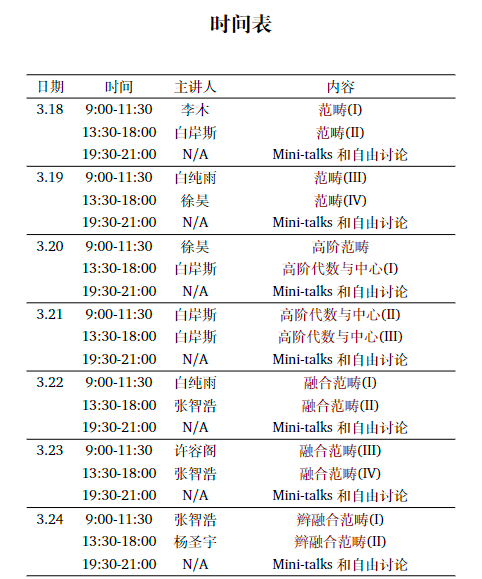 时间表
日期 时间 主讲人 内容
3.18 9:00-11:30 李木 范畴(I)
13:30-18:00 白岸斯 范畴(II)
19:30-21:00 N/A Mini-talks 和自由讨论
3.19 9:00-11:30 白纯雨 范畴(III)
13:30-18:00 徐昊 范畴(IV)
19:30-21:00 N/A Mini-talks 和自由讨论
3.20 9:00-11:30 徐昊 高阶范畴
13:30-18:00 白岸斯 高阶代数与中心(I)
19:30-21:00 N/A Mini-talks 和自由讨论
3.21 9:00-11:30 白岸斯 高阶代数与中心(II)
13:30-18:00 白岸斯 高阶代数与中心(III)
19:30-21:00 N/A Mini-talks 和自由讨论
3.22 9:00-11:30 白纯雨 融合范畴(I)
13:30-18:00 张智浩 融合范畴(II)
19:30-21:00 N/A Mini-talks 和自由讨论
3.23 9:00-11:30 许容阁 融合范畴(III)
13:30-18:00 张智浩 融合范畴(IV)
19:30-21:00 N/A Mini-talks 和自由讨论
3.24 9:00-11:30 张智浩 辫融合范畴(I)
13:30-18:00 杨圣宇 辫融合范畴(II)
19:30-21:00 N/A Mini-talks 和自由讨论